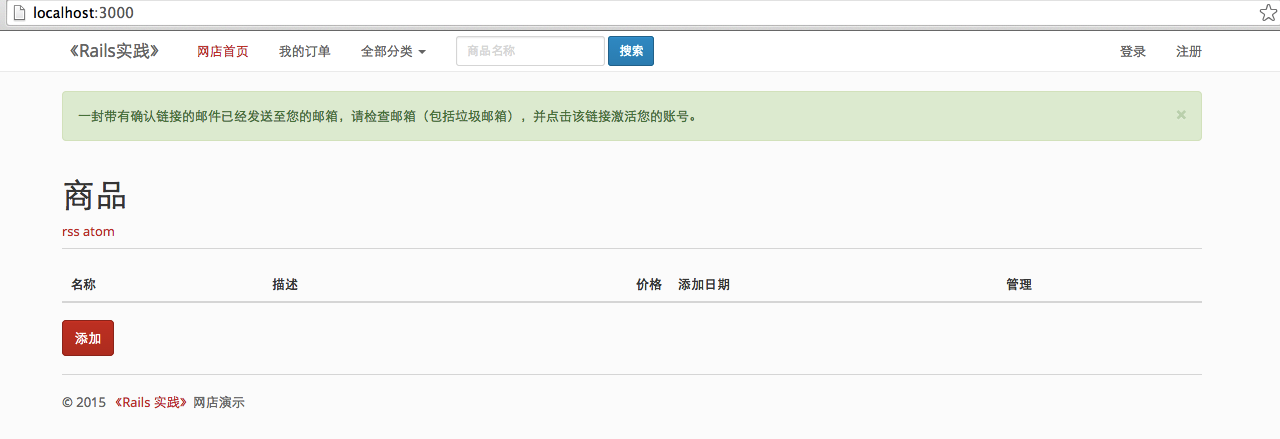 localhost:3000
《Rails实践》 网店首页 我的订单 全部分类 商品名称 搜索 登录 注册
一封带有确认链接的邮件已经发送至您的邮箱，请检查邮箱（包括垃圾邮箱），并点击该链接激活您的账号。 ×
商品
rss atom
名称 描述 价格 添加日期 管理
添加
© 2015 《Rails 实践》 网店演示